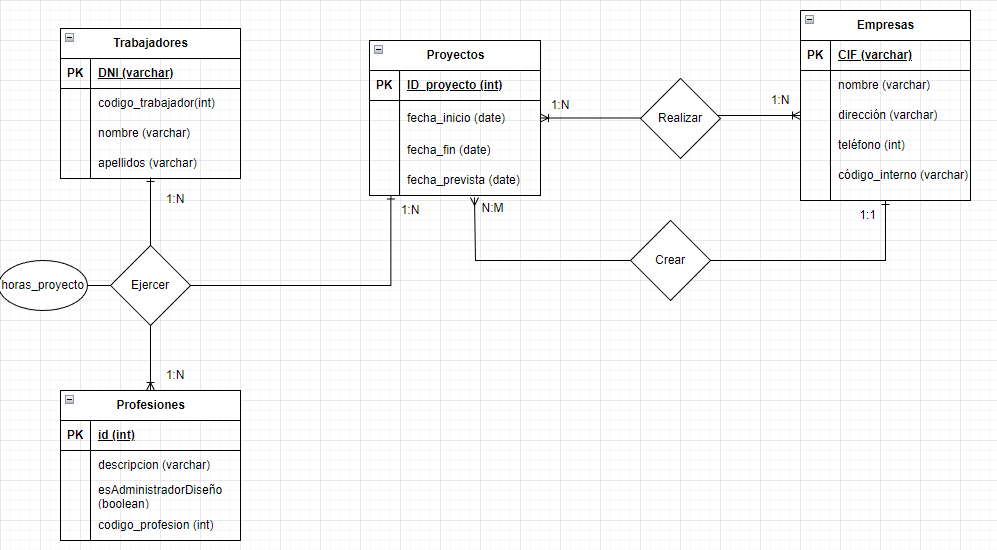 Trabajadores
PK DNI (varchar)
codigo_trabajador(int)
nombre (varchar)
apellidos (varchar)
1:N
Proyectos
PK ID_proyecto (int)
fecha_inicio (date)
fecha_fin (date)
fecha_prevista (date)
1:N
N:M
1:N
Realizar
1:N
Empresas
PK CIF (varchar)
nombre (varchar)
dirección (varchar)
teléfono (int)
código_interno (varchar)
1:1
Crear
horas_proyecto
Ejercer
1:N
Profesiones
PK id (int)
descripcion (varchar)
esAdministradorDiseño
(boolean)
codigo_profesion (int)